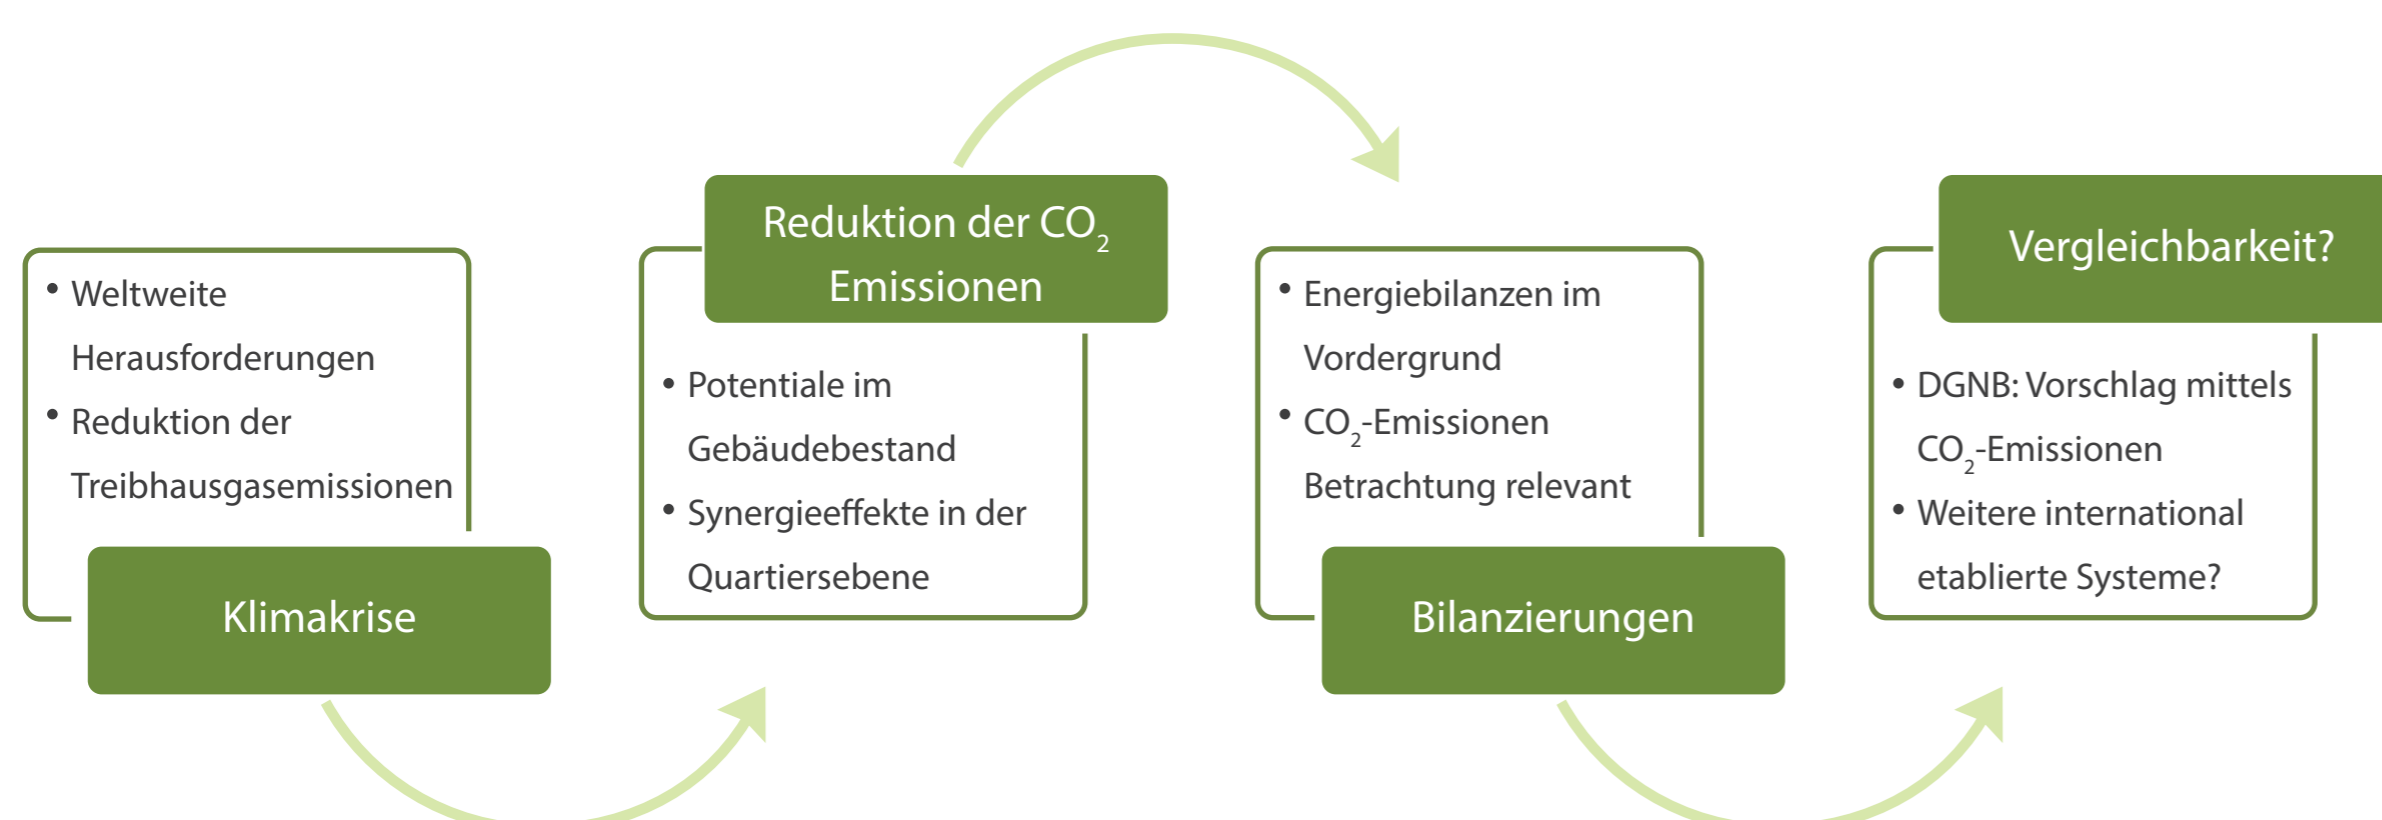 • Weltweite
Herausforderungen
• Reduktion der
Treibhausgasemissionen
Klimakrise
Reduktion der CO₂
Emissionen
• Potentiale im
Gebäudebestand
• Synergieeffekte in der
Quartiersebene
• Energiebilanzen im
Vordergrund
• CO₂-Emissionen
Betrachtung relevant
Bilanzierungen
Vergleichbarkeit?
• DGNB: Vorschlag mittels
CO₂-Emissionen
• Weitere international
etablierte Systeme?